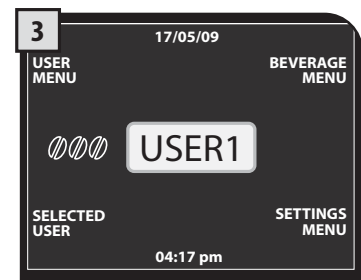 3
17/05/09
USER
MENU
BEVERAGE
MENU
USER1
SELECTED
USER
SETTINGS
MENU
04:17 pm